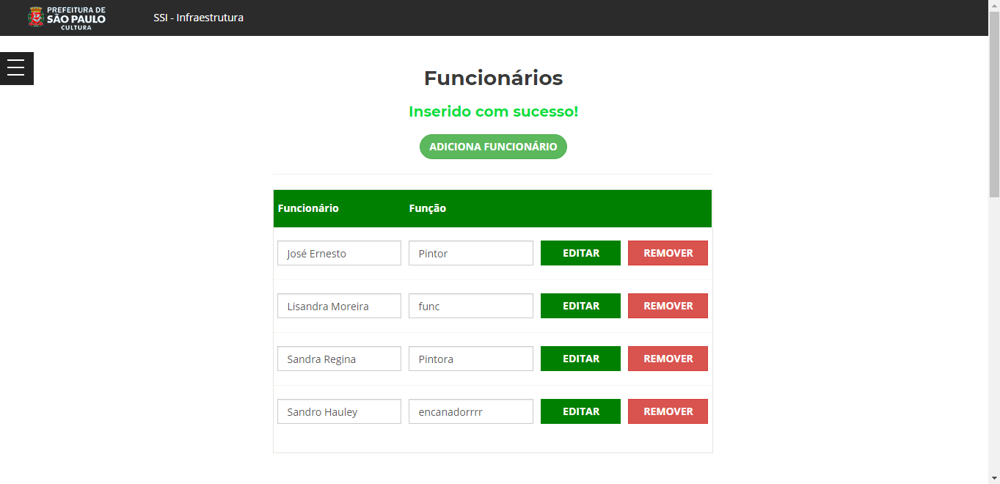 PREFEITURA DE
SÃO PAULO
CULTURA
SSI - Infraestrutura
Funcionários
Inserido com sucesso!
ADICIONA FUNCIONÁRIO
Funcionário Função
José Ernesto Pintor EDITAR REMOVER
Lisandra Moreira func EDITAR REMOVER
Sandra Regina Pintora EDITAR REMOVER
Sandro Hauley encanadorrrr EDITAR REMOVER